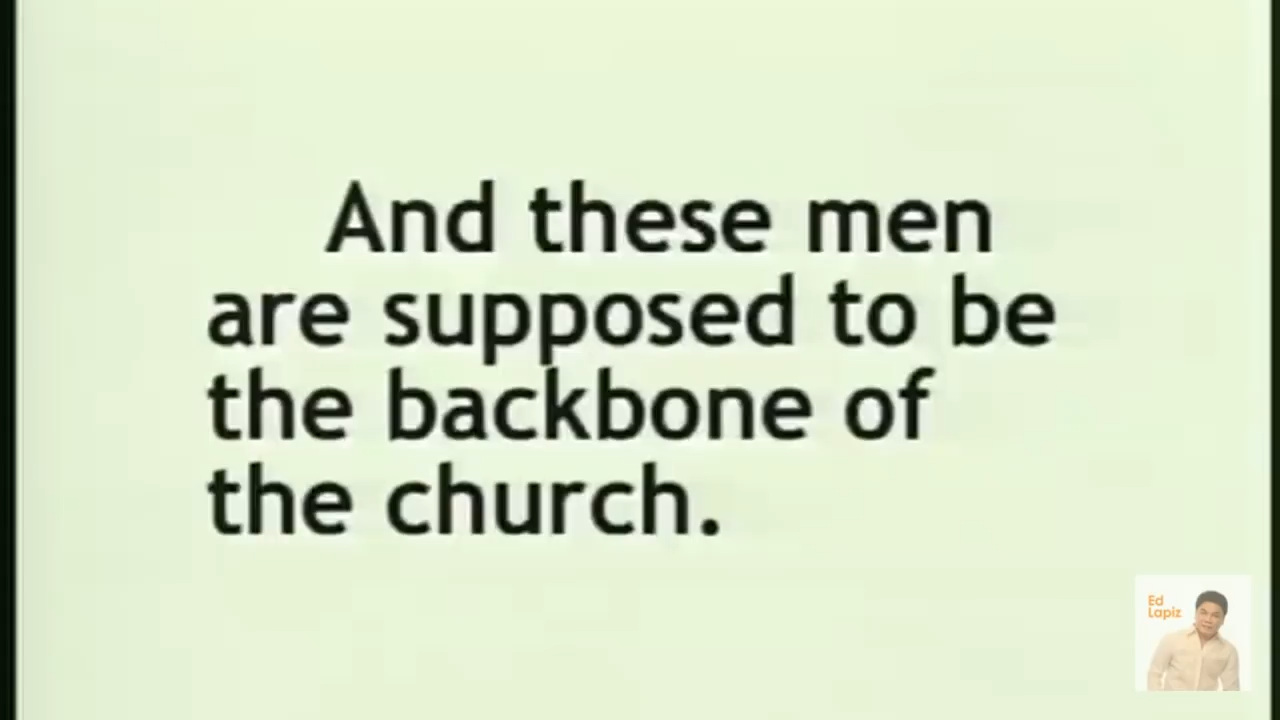 And these men
are supposed to be
the backbone of
the church.
Ed
Lapiz